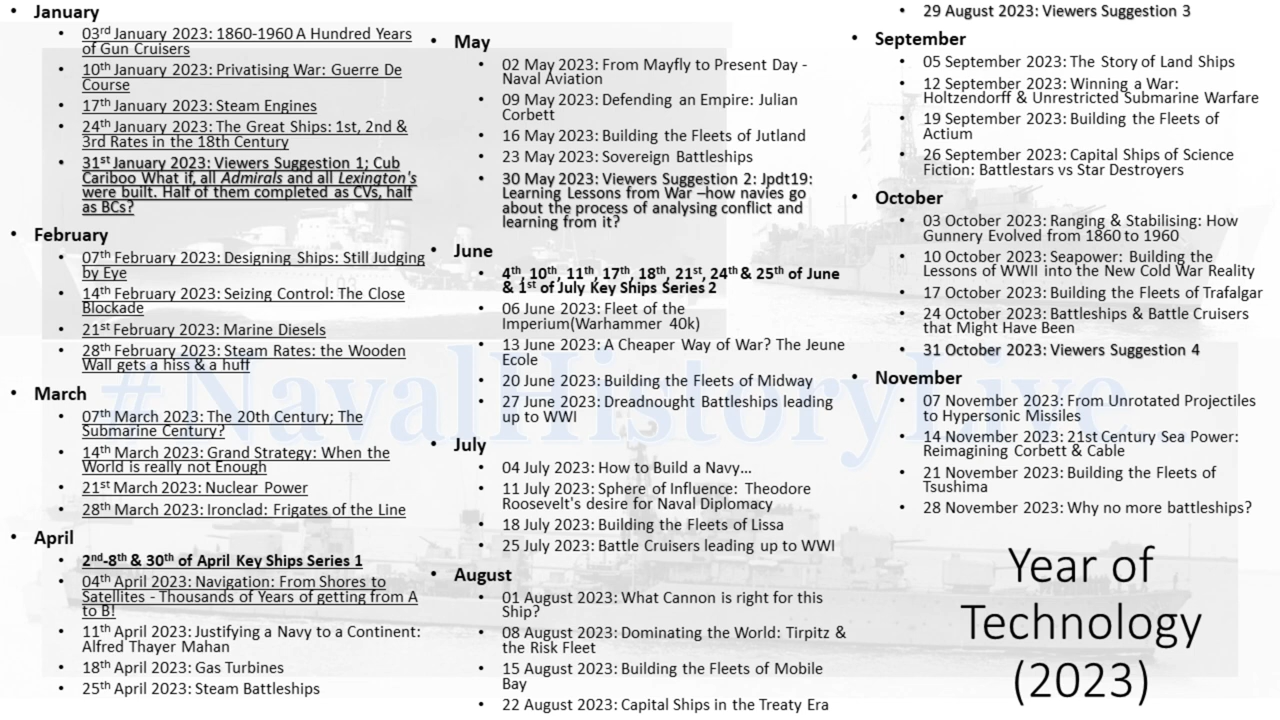 January
03rd January 2023: 1860-1960 A Hundred Years
of Gun Cruisers
10th January 2023: Privatising War: Guerre De
Course
17th January 2023: Steam Engines
24th January 2023: The Great Ships: 1st, 2nd &
3rd Rates in the 18th Century
31st January 2023: Viewers Suggestion 1; Cub
Cariboo What if, all Admirals and all Lexington's
were built. Half of them completed as CVs, half
as BCs?
February
07th February 2023: Designing Ships: Still Judging
by Eye
14th February 2023: Seizing Control: The Close
Blockade
21st February 2023: Marine Diesels
28th February 2023: Steam Rates: the Wooden
Wall gets a hiss & a huff
March
07th March 2023: The 20th Century; The
Submarine Century?
14th March 2023: Grand Strategy: When the
World is really not Enough
21st March 2023: Nuclear Power
28th March 2023: Ironclad: Frigates of the Line
April
2nd-8th & 30th of April Key Ships Series 1
04th April 2023: Navigation: From Shores to
Satellites - Thousands of Years of getting from A
to B!
11th April 2023: Justifying a Navy to a Continent:
Alfred Thayer Mahan
18th April 2023: Gas Turbines
25th April 2023: Steam Battleships
May
02 May 2023: From Mayfly to Present Day -
Naval Aviation
09 May 2023: Defending an Empire: Julian
Corbett
16 May 2023: Building the Fleets of Jutland
23 May 2023: Sovereign Battleships
30 May 2023: Viewers Suggestion 2: Jpdt19:
Learning Lessons from War –how navies go
about the process of analysing conflict and
learning from it?
June
4th, 10th, 11th, 17th, 18th, 21st, 24th & 25th of June
& 1st of July Key Ships Series 2
06 June 2023: Fleet of the
Imperium(Warhammer 40k)
13 June 2023: A Cheaper Way of War? The Jeune
Ecole
20 June 2023: Building the Fleets of Midway
27 June 2023: Dreadnought Battleships leading
up to WWI
July
04 July 2023: How to Build a Navy...
11 July 2023: Sphere of Influence: Theodore
Roosevelt's desire for Naval Diplomacy
18 July 2023: Building the Fleets of Lissa
25 July 2023: Battle Cruisers leading up to WWI
August
01 August 2023: What Cannon is right for this
Ship?
08 August 2023: Dominating the World: Tirpitz &
the Risk Fleet
15 August 2023: Building the Fleets of Mobile
Bay
22 August 2023: Capital Ships in the Treaty Era
29 August 2023: Viewers Suggestion 3
September
05 September 2023: The Story of Land Ships
12 September 2023: Winning a War:
Holtzendorff & Unrestricted Submarine Warfare
19 September 2023: Building the Fleets of
Actium
26 September 2023: Capital Ships of Science
Fiction: Battlestars vs Star Destroyers
October
03 October 2023: Ranging & Stabilising: How
Gunnery Evolved from 1860 to 1960
10 October 2023: Seapower: Building the
Lessons of WWII into the New Cold War Reality
17 October 2023: Building the Fleets of Trafalgar
24 October 2023: Battleships & Battle Cruisers
that Might Have Been
31 October 2023: Viewers Suggestion 4
November
07 November 2023: From Unrotated Projectiles
to Hypersonic Missiles
14 November 2023: 21st Century Sea Power:
Reimagining Corbett & Cable
21 November 2023: Building the Fleets of
Tsushima
28 November 2023: Why no more battleships?
Year of
Technology
(2023)
#NavalHistoryLive...
L03